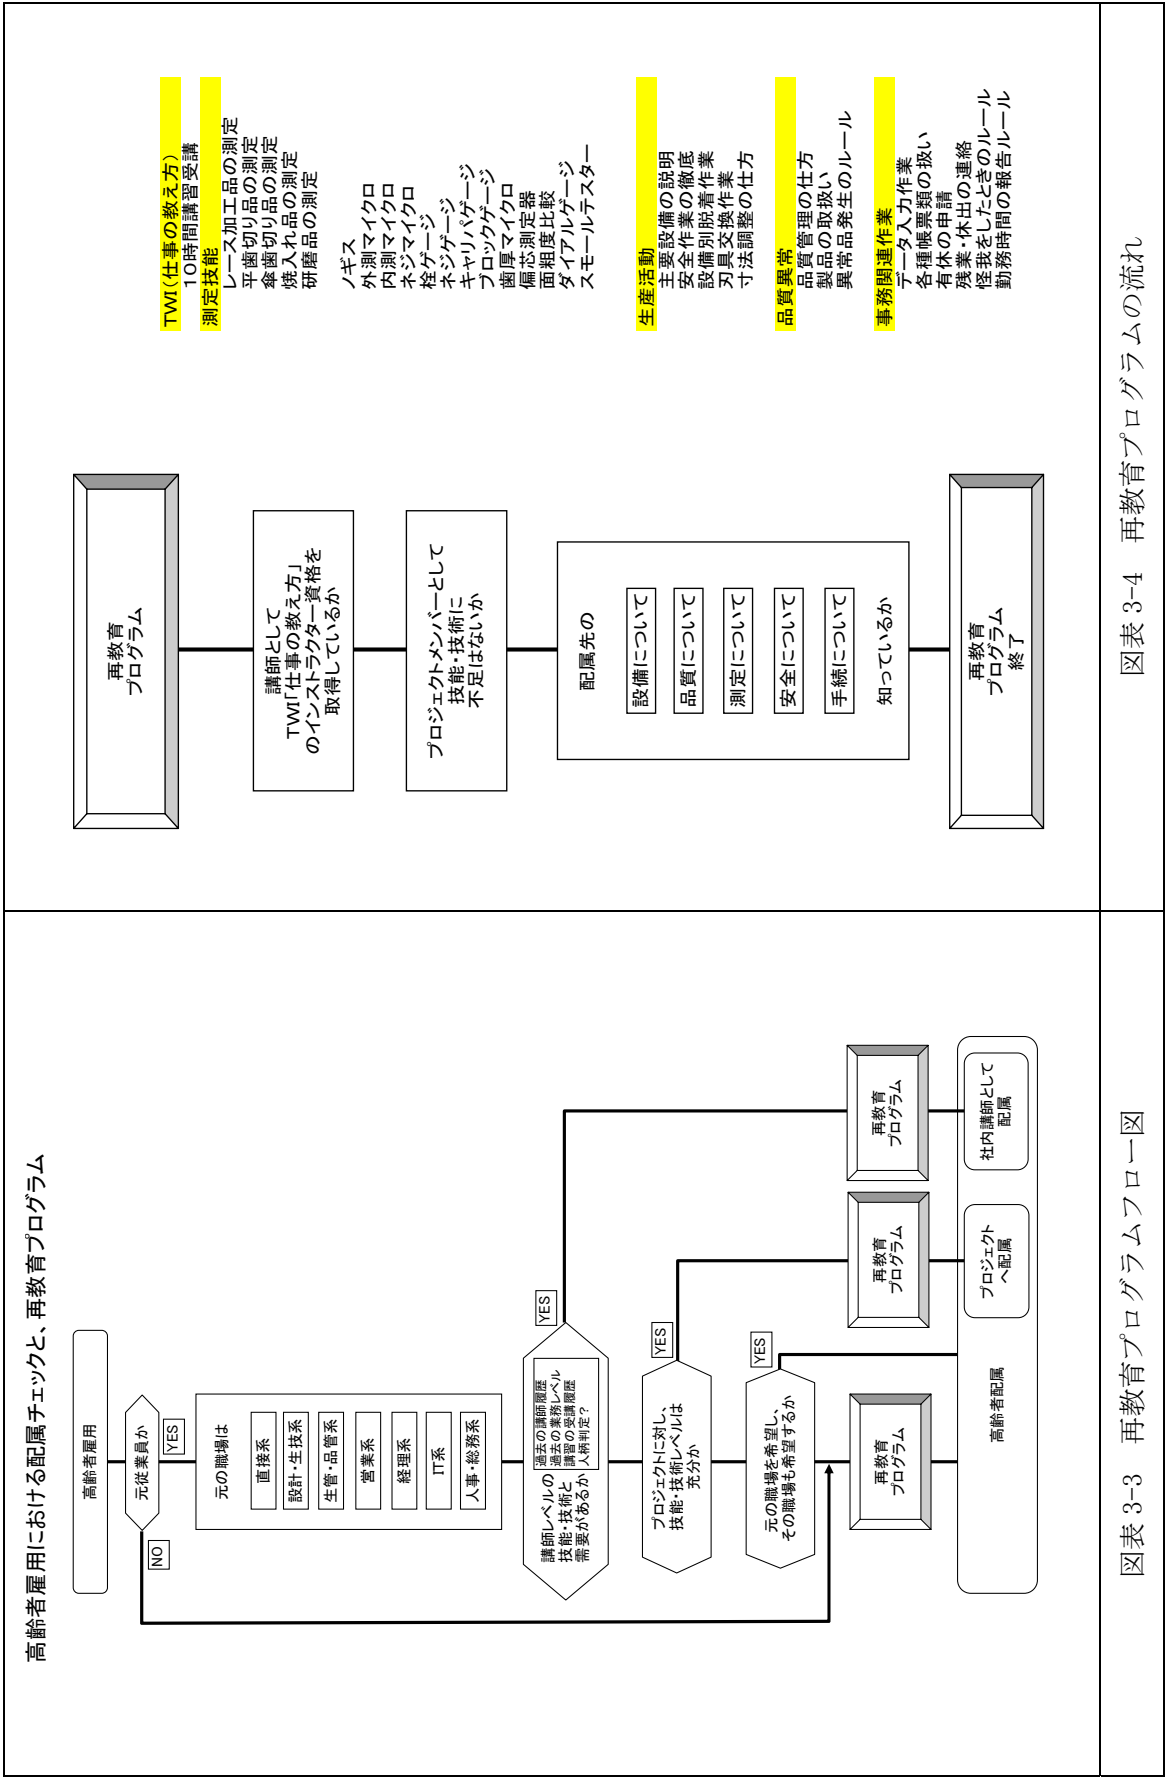 高齢者雇用における配属チェックと、再教育プログラム
高齢者雇用
元従業員か
NO
YES
元の職場は
直接系
設計・生技系
生管・品管系
営業系
経理系
IT系
人事・総務系
講師レベルの
技能・技術と
需要があるか
過去の講師履歴
過去の業務レベル
講習の受講履歴
人柄判定?
YES
プロジェクトに対し、
技能・技術レベルは
充分か
YES
元の職場を希望し、
その職場も希望するか
YES
再教育
プログラム
再教育
プログラム
再教育
プログラム
高齢者配属
プロジェクト
へ配属
社内講師として
配属
図表 3-3 再教育プログラムフロー図
再教育
プログラム
講師として
TWI「仕事の教え方」
のインストラクター資格を
取得しているか
プロジェクトメンバーとして
技能・技術に
不足はないか
配属先の
設備について
品質について
測定について
安全について
手続について
知っているか
再教育
プログラム
終了
TWI(仕事の教え方)
10時間講習受講
測定技能
レース加工品の測定
平歯切り品の測定
傘歯切り品の測定
焼入れ品の測定
研磨品の測定
ノギス
外測マイクロ
内測マイクロ
ネジマイクロ
栓ゲージ
ネジゲージ
キャリパゲージ
ブロックゲージ
歯厚マイクロ
偏芯測定器
面粗度比較
ダイアルゲージ
スモールテスター
生産活動
主要設備の説明
安全作業の徹底
設備別脱着作業
刃具交換作業
寸法調整の仕方
品質異常
品質管理の仕方
製品の取扱い
異常品発生のルール
事務関連作業
データ入力作業
各種帳票類の扱い
有休の申請
残業・休出の連絡
怪我をしたときのルール
勤務時間の報告ルール
図表 3-4 再教育プログラムの流れ